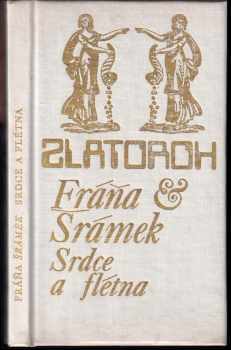 FRÁŇA ŠRÁMEK SRDCE A FLÉTNA
ZLATOROH
Fráňa &
Šrámek
Srdce
a flétna